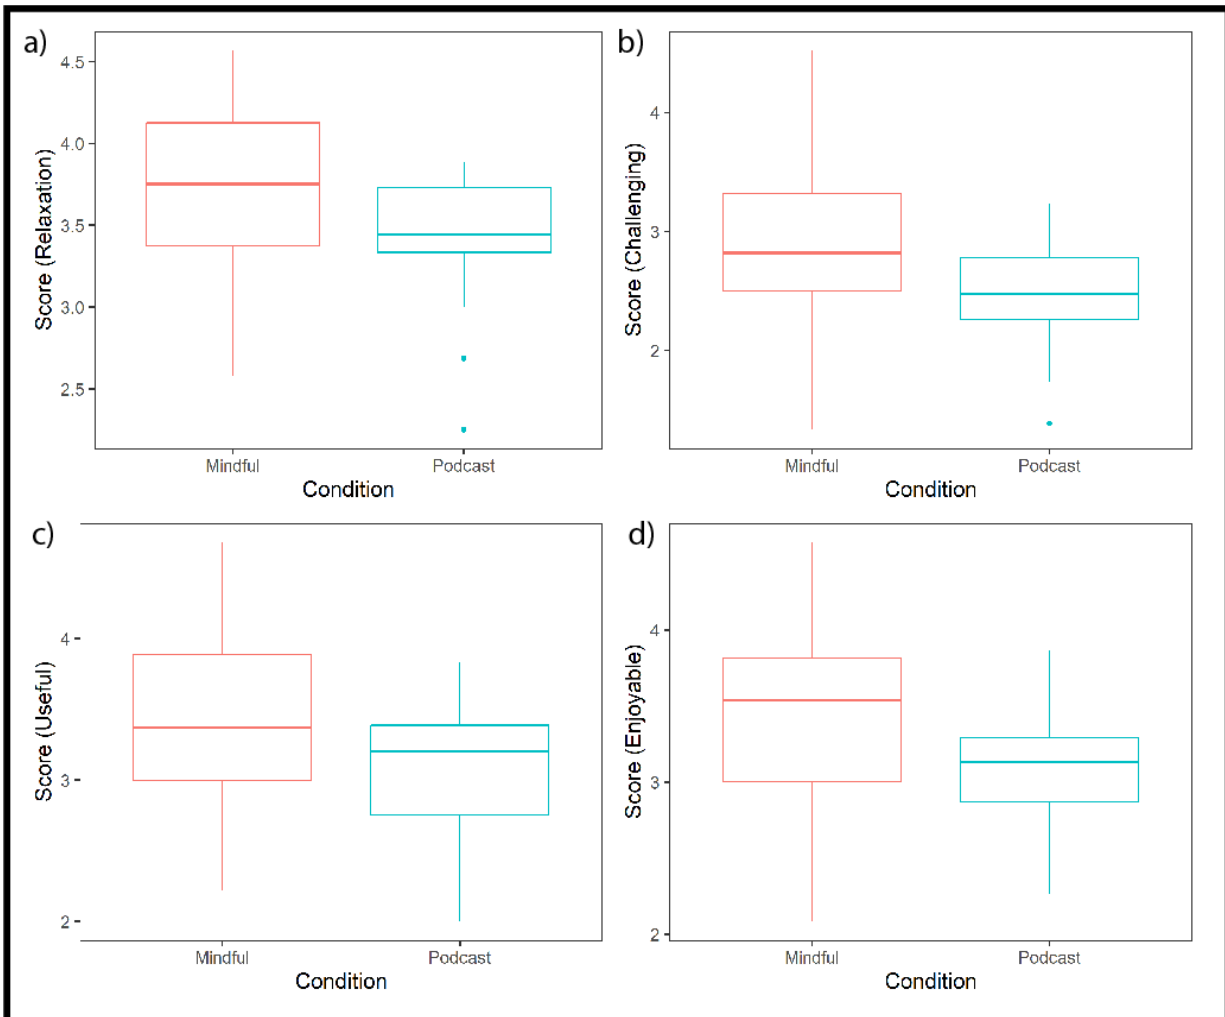 a)
4.5
4.0
3.5
3.0
2.5
Score (Relaxation)
Mindful Podcast
Condition
b)
4
3
2
Score (Challenging)
Mindful Podcast
Condition
c)
4
3
2
Score (Useful)
Mindful Podcast
Condition
d)
4
3
2
Score (Enjoyable)
Mindful Podcast
Condition